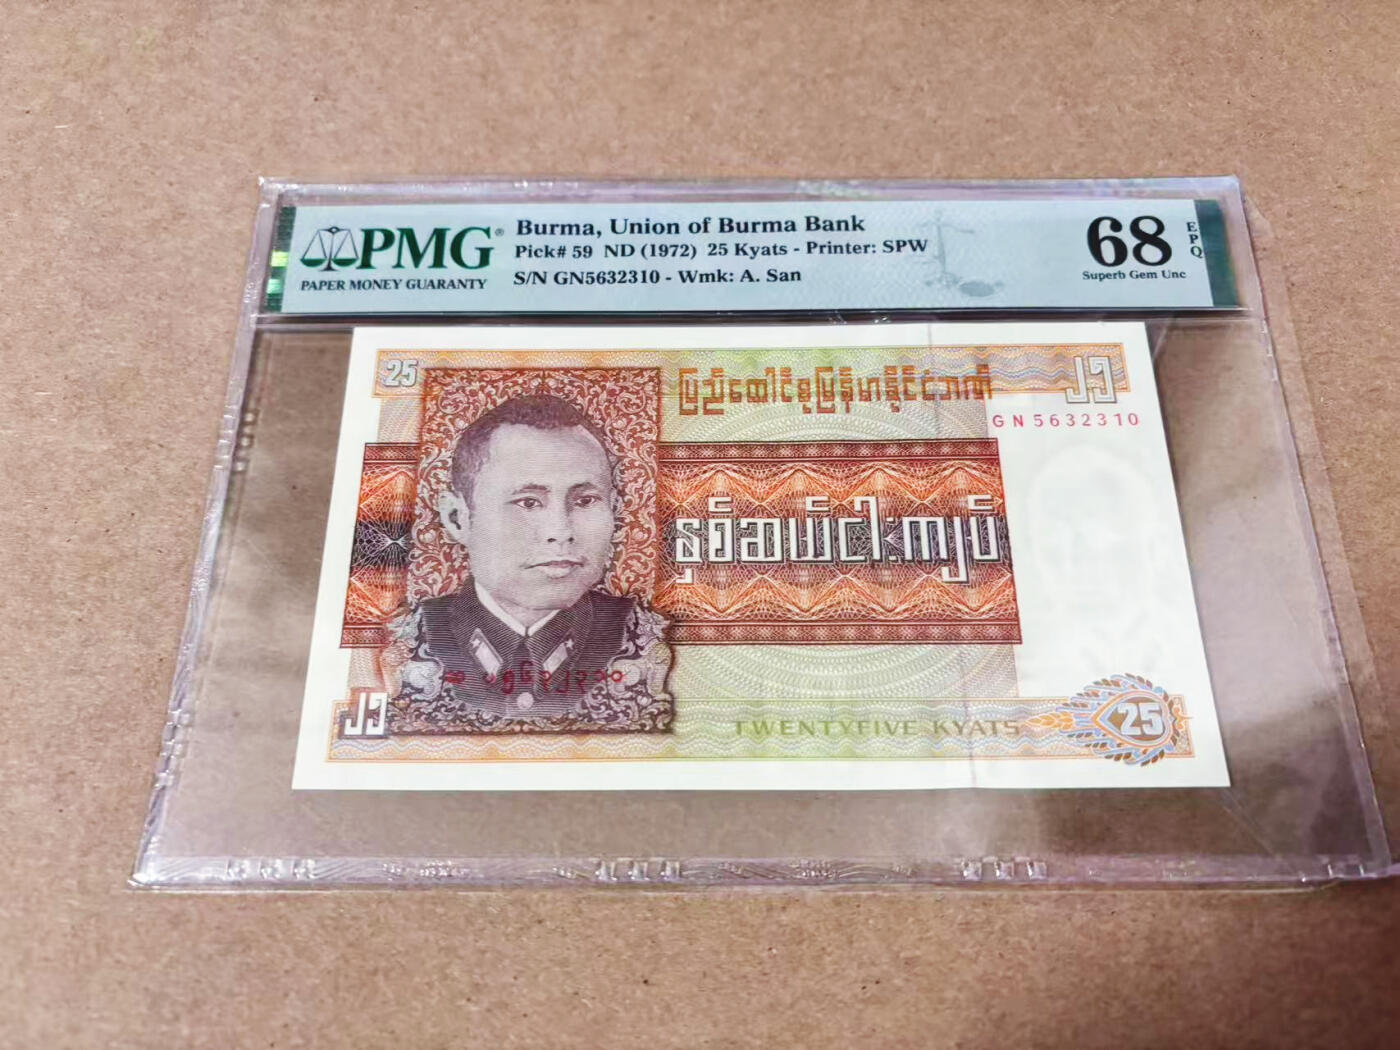 PMG®
PAPER MONEY GUARANTY
Burma, Union of Burma Bank
Pick# 59 ND (1972) 25 Kyats - Printer: SPW
S/N GN5632310 - Wmk: A. San
68
EPQ
Superb Gem Unc
25
ပြည်ထောင်စုမြန်မာနိုင်ငံဘဏ်
၂၅
GN5632310
နှစ်ဆယ်ငါးကျပ်
၂၅
TWENTYFIVE KYATS
25